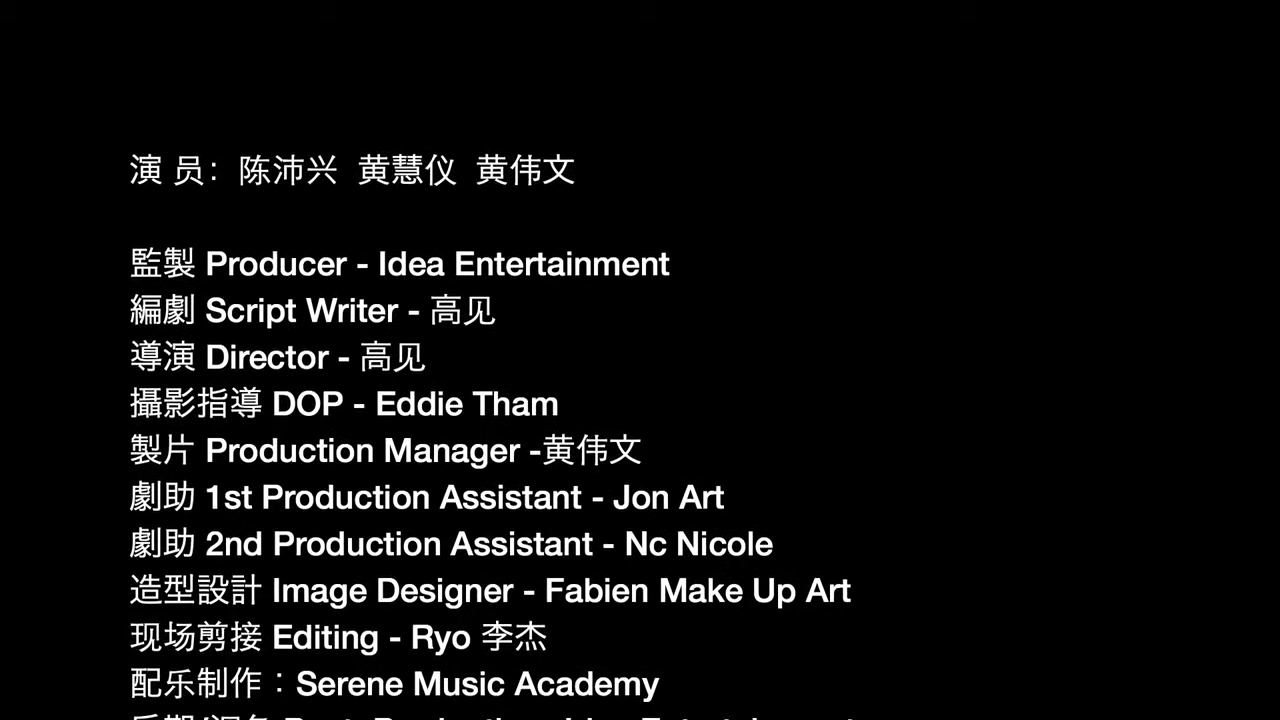 演 员：陈沛兴 黄慧仪 黄伟文
監製 Producer - Idea Entertainment
編劇 Script Writer - 高见
導演 Director - 高见
攝影指導 DOP - Eddie Tham
製片 Production Manager -黄伟文
劇助 1st Production Assistant - Jon Art
劇助 2nd Production Assistant - Nc Nicole
造型設計 Image Designer - Fabien Make Up Art
现场剪接 Editing - Ryo 李杰
配乐制作：Serene Music Academy